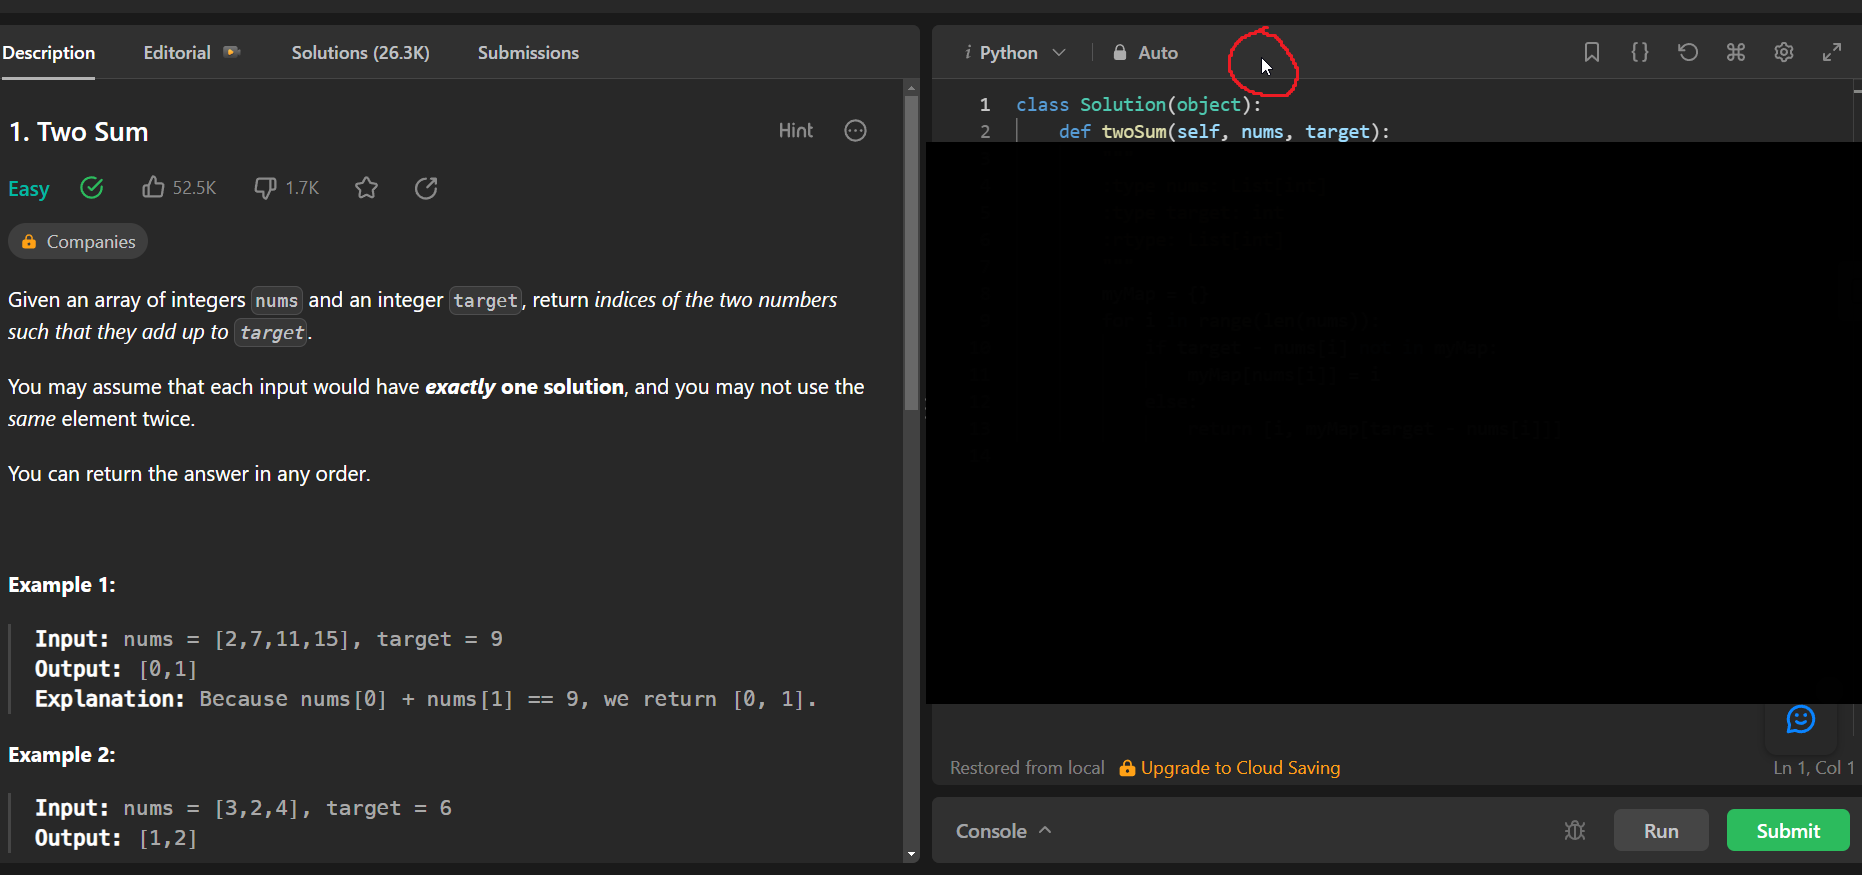 Description Editorial Solutions (26.3K) Submissions
1. Two Sum
Hint
Easy 52.5K 1.7K
Companies
Given an array of integers nums and an integer target, return indices of the two numbers
such that they add up to target.
You may assume that each input would have exactly one solution, and you may not use the
same element twice.
You can return the answer in any order.
Example 1:
Input: nums = [2,7,11,15], target = 9
Output: [0,1]
Explanation: Because nums[0] + nums[1] == 9, we return [0, 1].
Example 2:
Input: nums = [3,2,4], target = 6
Output: [1,2]
i Python Auto
1 class Solution(object):
2 def twoSum(self, nums, target):
Restored from local Upgrade to Cloud Saving
Ln 1, Col 1
Console Run Submit